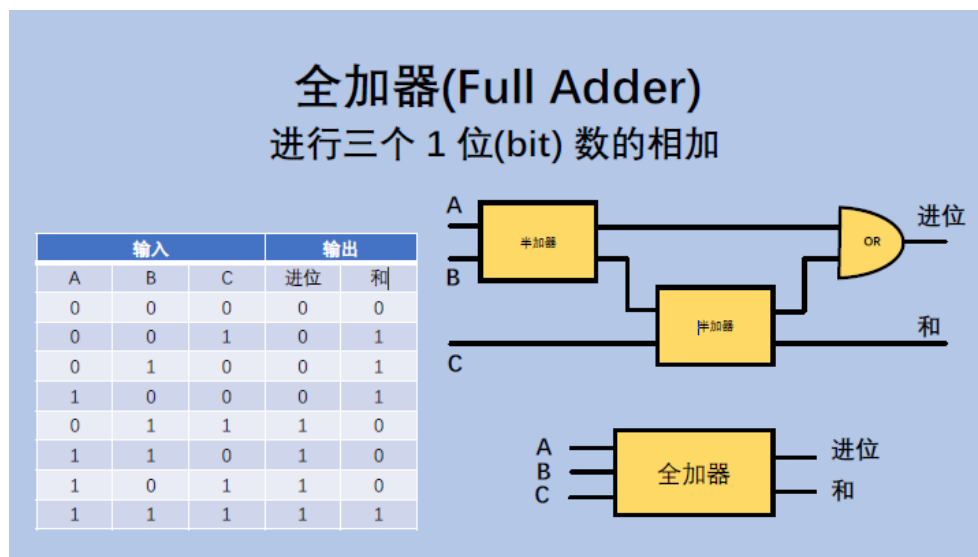 全加器(Full Adder)
进行三个 1 位(bit) 数的相加
输入 输出
A B C 进位 和
0 0 0 0 0
0 0 1 0 1
0 1 0 0 1
1 0 0 0 1
0 1 1 1 0
1 1 0 1 0
1 0 1 1 0
1 1 1 1 1
A
B
C
半加器
半加器
OR
进位
和
A
B
C
全加器
进位
和